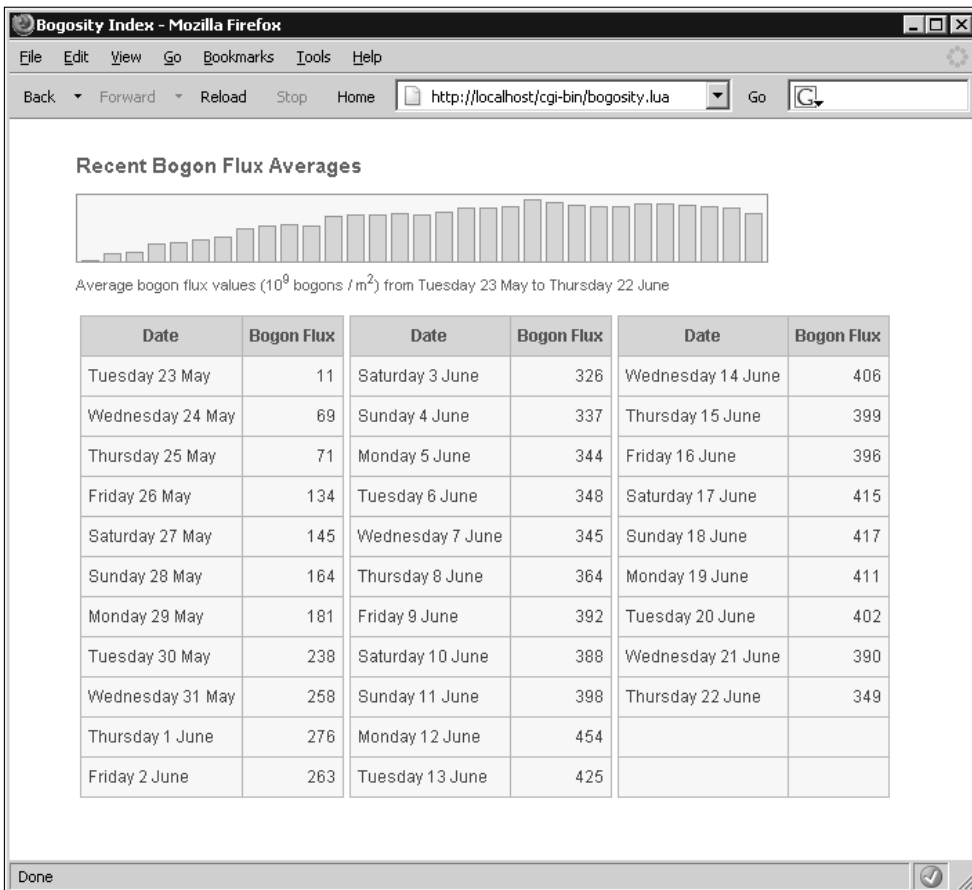 Bogosity Index - Mozilla Firefox
File Edit View Go Bookmarks Tools Help
Back Forward Reload Stop Home http://localhost/cgi-bin/bogosity.lua Go G
Recent Bogon Flux Averages
Average bogon flux values (10⁹ bogons / m²) from Tuesday 23 May to Thursday 22 June
Date Bogon Flux Date Bogon Flux Date Bogon Flux
Tuesday 23 May 11 Saturday 3 June 326 Wednesday 14 June 406
Wednesday 24 May 69 Sunday 4 June 337 Thursday 15 June 399
Thursday 25 May 71 Monday 5 June 344 Friday 16 June 396
Friday 26 May 134 Tuesday 6 June 348 Saturday 17 June 415
Saturday 27 May 145 Wednesday 7 June 345 Sunday 18 June 417
Sunday 28 May 164 Thursday 8 June 364 Monday 19 June 411
Monday 29 May 181 Friday 9 June 392 Tuesday 20 June 402
Tuesday 30 May 238 Saturday 10 June 388 Wednesday 21 June 390
Wednesday 31 May 258 Sunday 11 June 398 Thursday 22 June 349
Thursday 1 June 276 Monday 12 June 454
Friday 2 June 263 Tuesday 13 June 425
Done